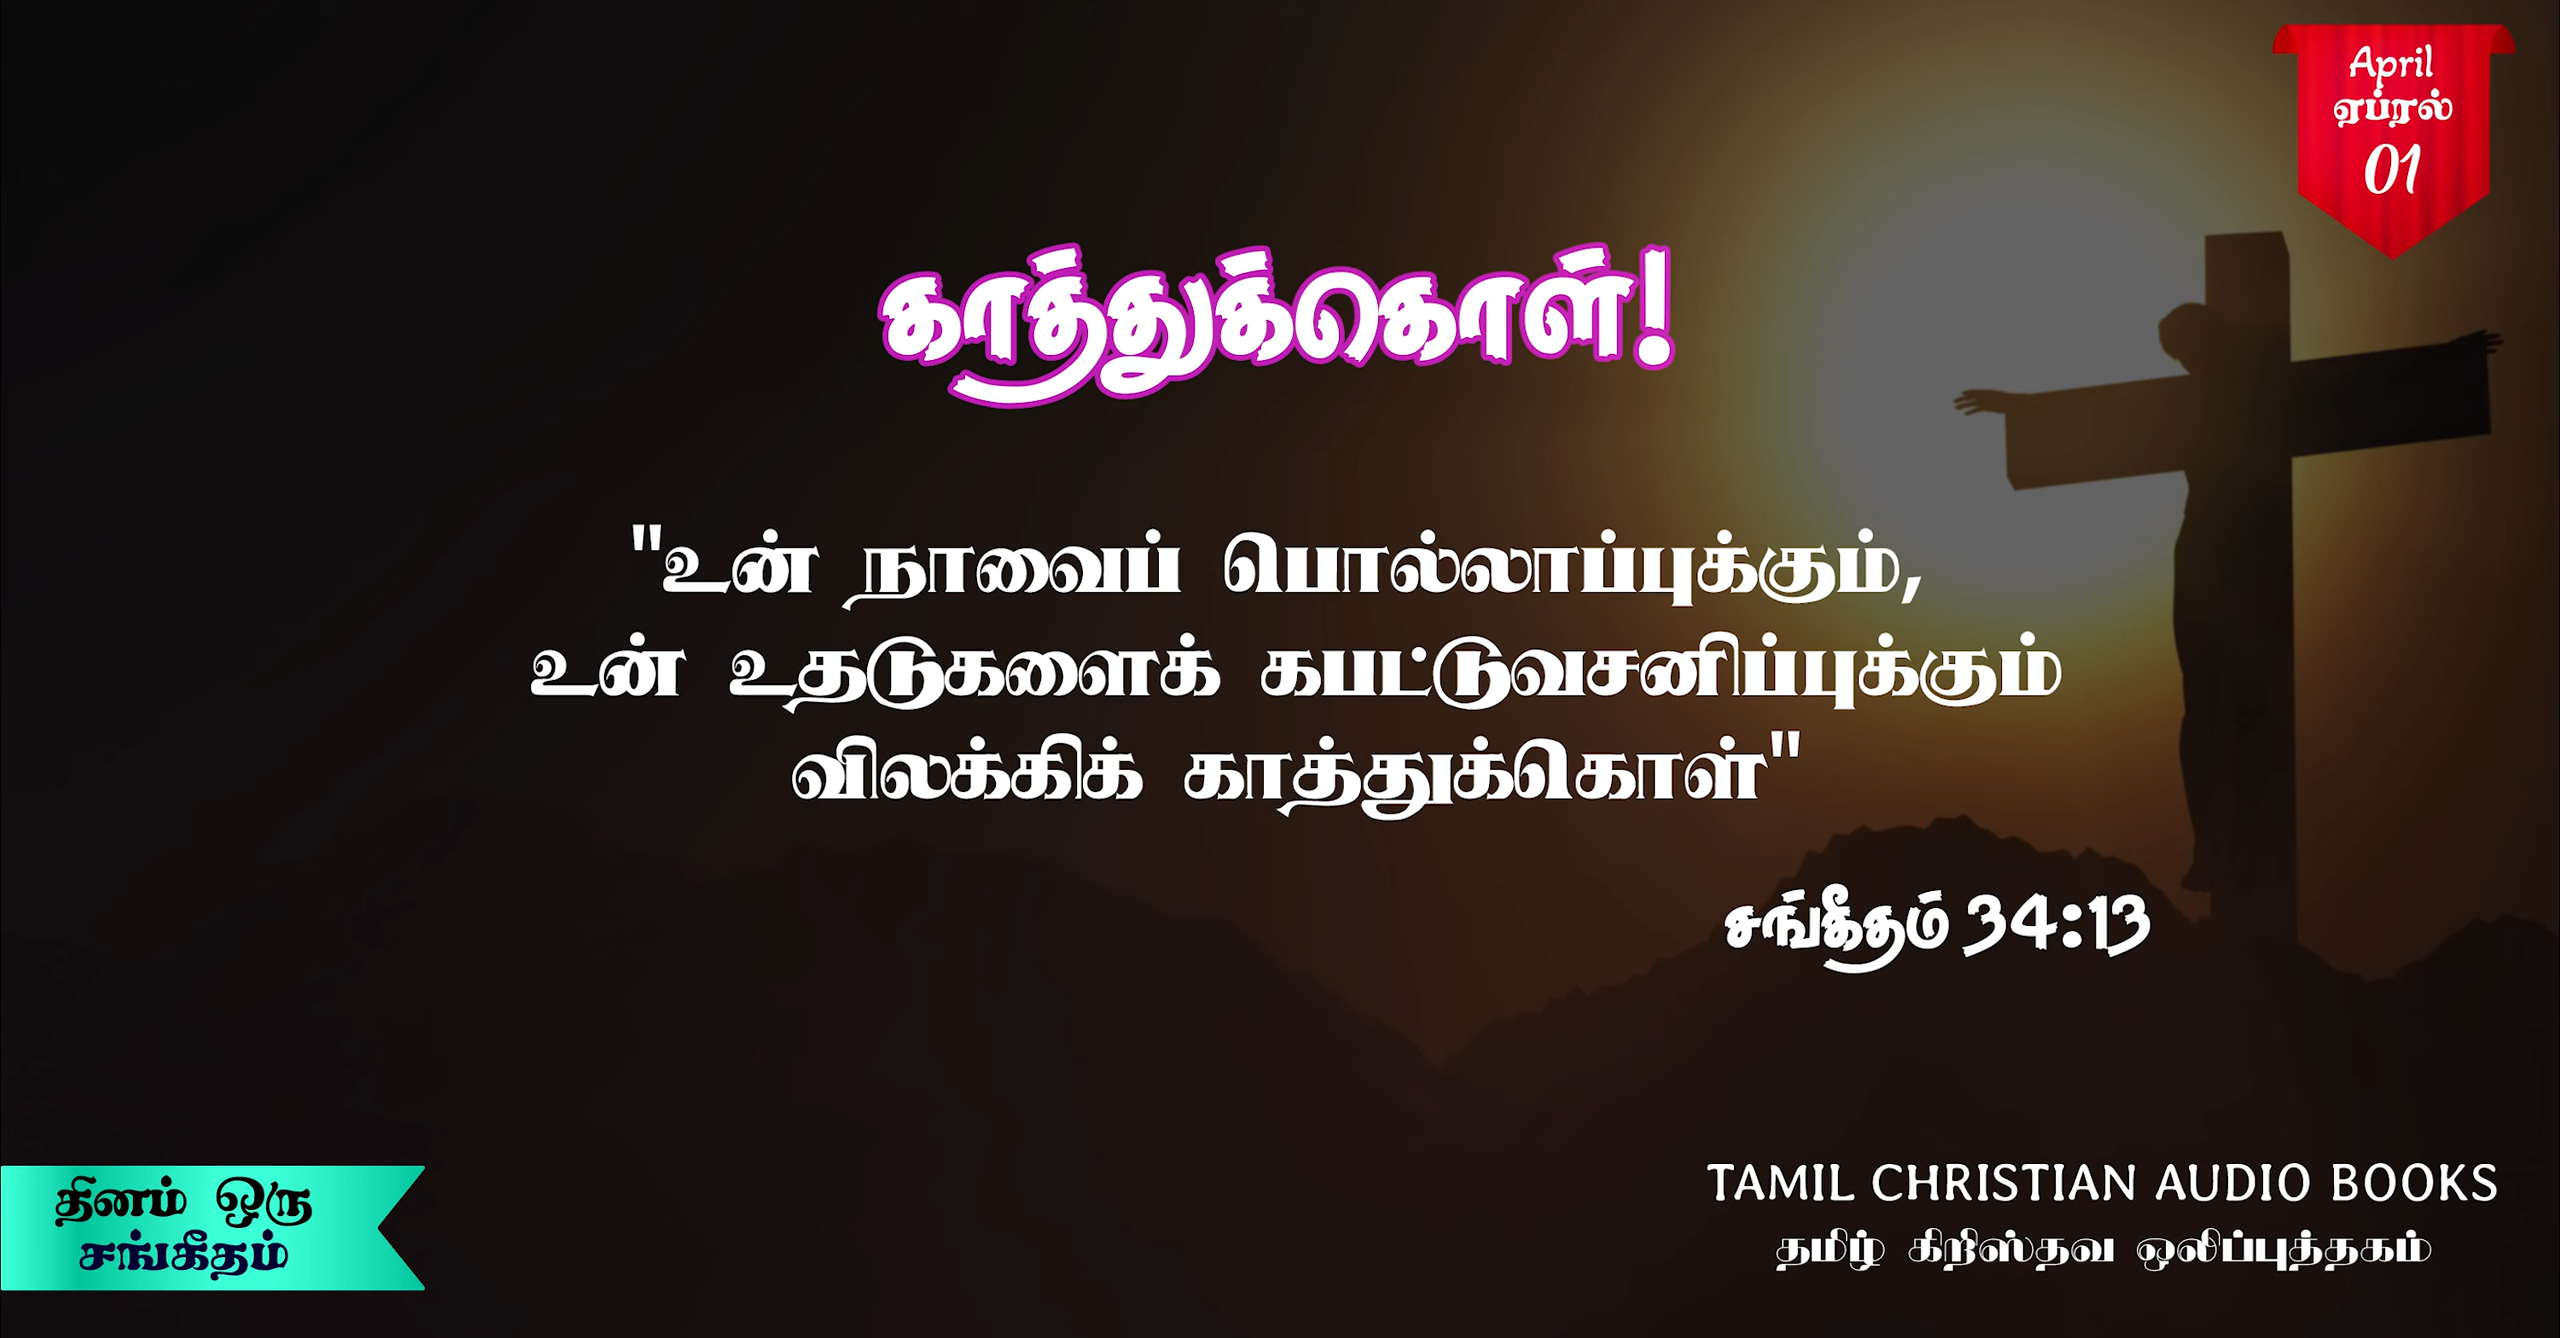 April
ஏப்ரல்
01
காத்துக்கொள்!
"உன் நாவைப் பொல்லாப்புக்கும்,
உன் உதடுகளைக் கபட்டுவசனிப்புக்கும்
விலக்கிக் காத்துக்கொள்"
சங்கீதம் 34:13
தினம் ஒரு
சங்கீதம்
TAMIL CHRISTIAN AUDIO BOOKS
தமிழ் கிறிஸ்தவ ஒலிப்புத்தகம்